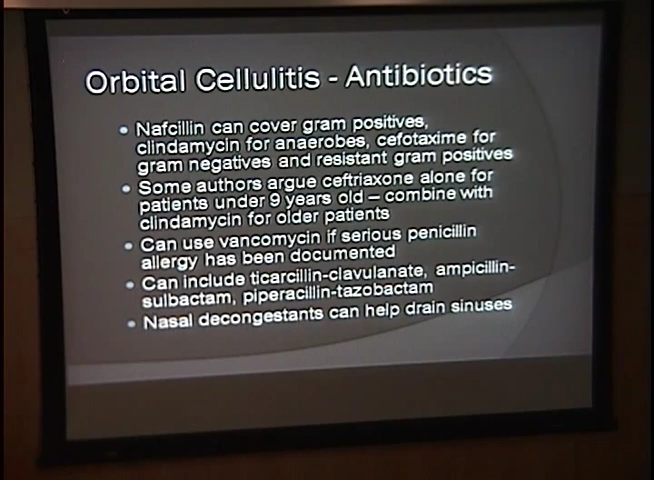 Orbital Cellulitis - Antibiotics
• Nafcillin can cover gram positives,
clindamycin for anaerobes, cefotaxime for
gram negatives and resistant gram positives
• Some authors argue ceftriaxone alone for
patients under 9 years old – combine with
clindamycin for older patients
• Can use vancomycin if serious penicillin
allergy has been documented
• Can include ticarcillin-clavulanate, ampicillin-
sulbactam, piperacillin-tazobactam
• Nasal decongestants can help drain sinuses